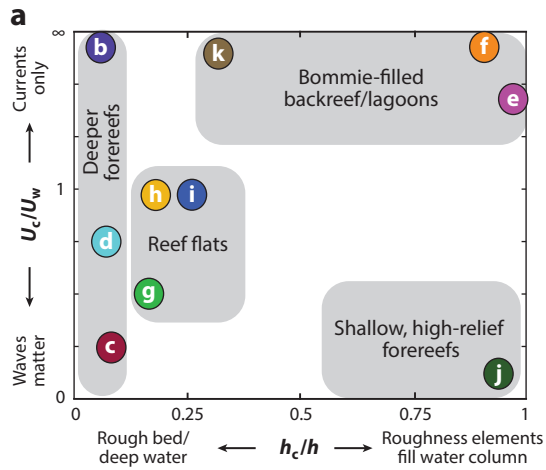 a
∞
1
0
Currents
only
U_c/U_w
Waves
matter
b
k
f
e
Bommie-filled
backreef/lagoons
Deeper
forereefs
h
i
d
Reef flats
g
c
Shallow, high-relief
forereefs
j
0
0.25
0.5
0.75
1
Rough bed/
deep water
h_c/h
Roughness elements
fill water column